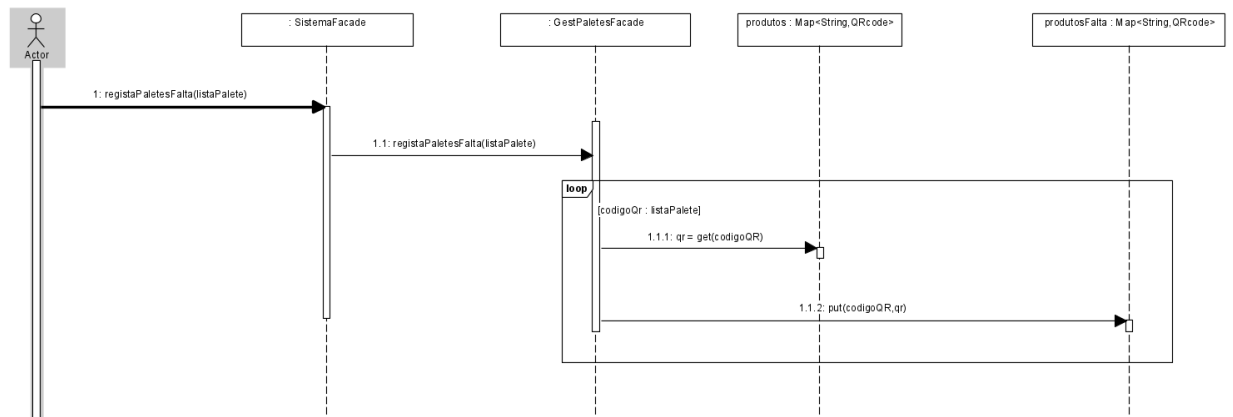 : SistemaFacade
: GestPaletesFacade
produtos : Map<String,QRcode>
produtosFalta : Map<String,QRcode>
Actor
1: registaPaletesFalta(listaPalete)
1.1: registaPaletesFalta(listaPalete)
loop
[codigoQr : listaPalete]
1.1.1: qr = get(codigoQR)
1.1.2: put(codigoQR,qr)